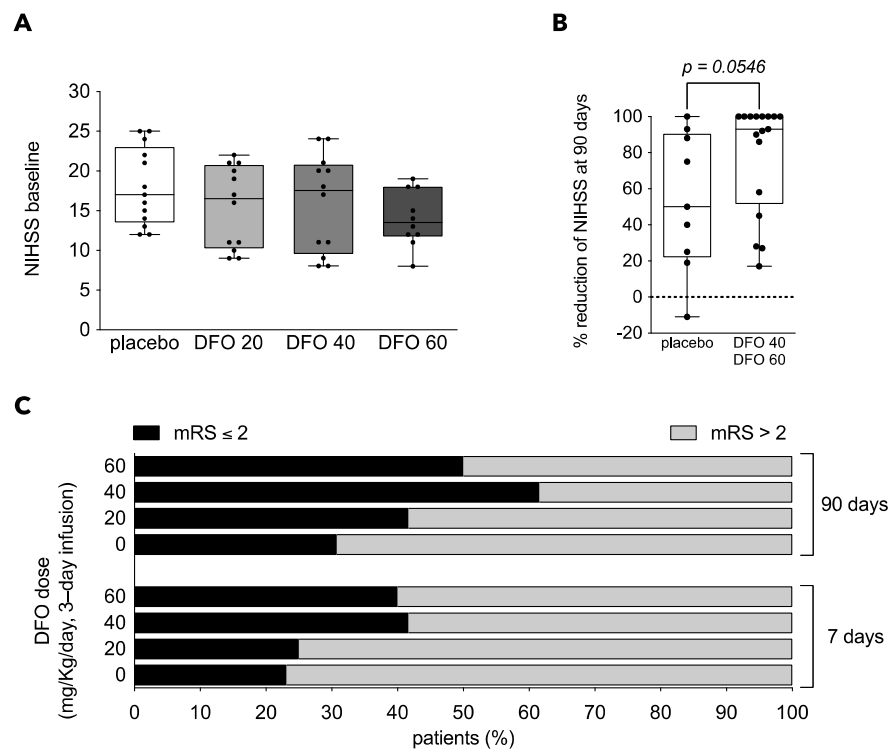 A
NIHSS baseline
30
25
20
15
10
5
0
placebo DFO 20 DFO 40 DFO 60
B
p = 0.0546
% reduction of NIHSS at 90 days
100
80
60
40
20
0
-20
placebo DFO 40
DFO 60
C
mRS ≤ 2 mRS > 2
DFO dose
(mg/Kg/day, 3–day infusion)
60
40
20
0
90 days
60
40
20
0
7 days
0 10 20 30 40 50 60 70 80 90 100
patients (%)